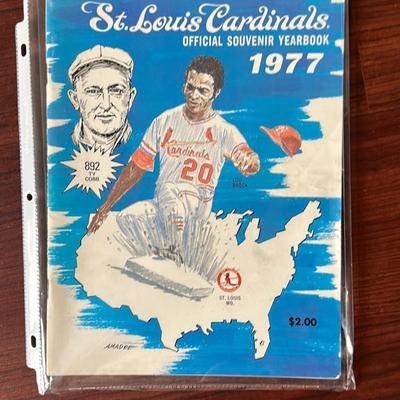 St. Louis Cardinals
OFFICIAL SOUVENIR YEARBOOK
1977
892
TY
COBB
Cardinals
20
LOU
BROCK
ST. LOUIS
MO.
$2.00
AMADEE